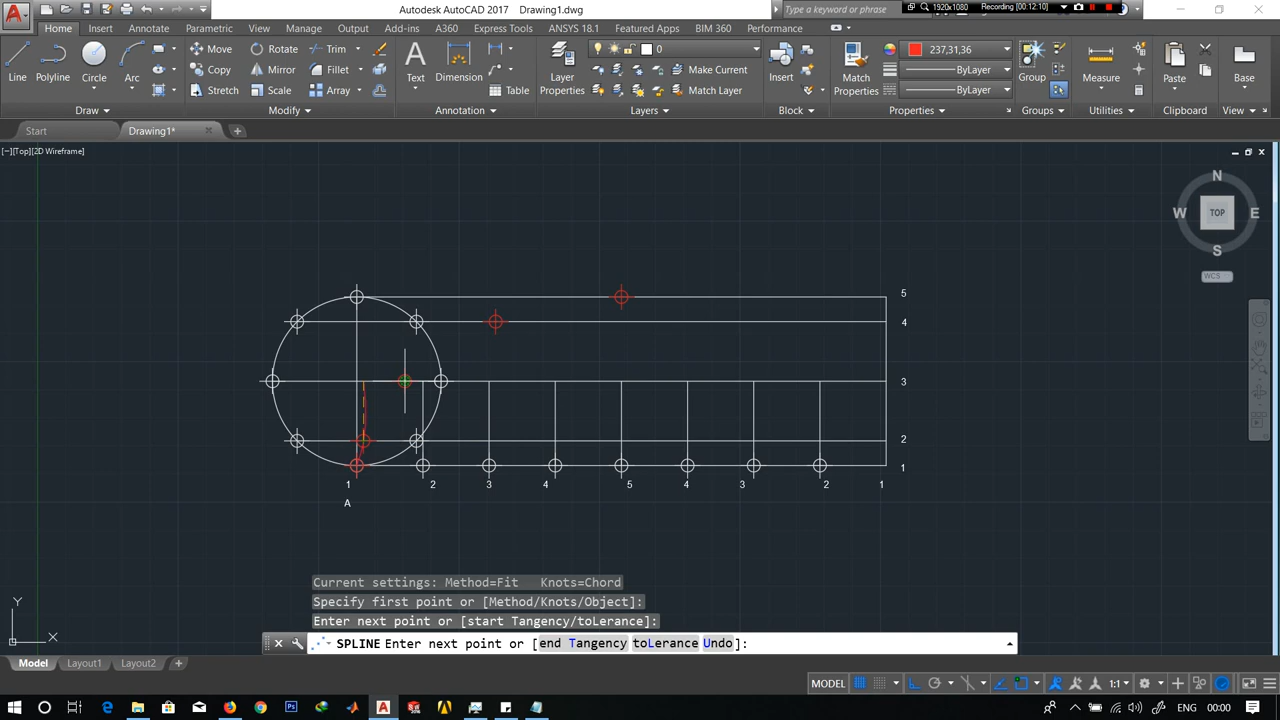 Autodesk AutoCAD 2017   Drawing1.dwg
Type a keyword or phrase
1920x1080
Recording [00:12:10]
Home Insert Annotate Parametric View Manage Output Add-ins A360 Express Tools ANSYS 18.1 Featured Apps BIM 360 Performance
Move Rotate Trim
0
237,31,36
Copy Mirror Fillet
Make Current
ByLayer
Line Polyline Circle Arc
Text Dimension
Layer Properties
Insert
Match Properties
Group
Measure
Paste
Base
Stretch Scale Array
Table
Match Layer
ByLayer
Draw Modify Annotation Layers Block Properties Groups Utilities Clipboard View
Start Drawing1*
[−][Top][2D Wireframe]
N
W TOP E
S
WCS
5
4
3
2
1
1 2 3 4 5 4 3 2 1
A
Current settings: Method=Fit   Knots=Chord
Specify first point or [Method/Knots/Object]:
Enter next point or [start Tangency/toLerance]:
SPLINE Enter next point or [end Tangency toLerance Undo]:
Y
X
Model Layout1 Layout2
MODEL 1:1
ENG 00:00